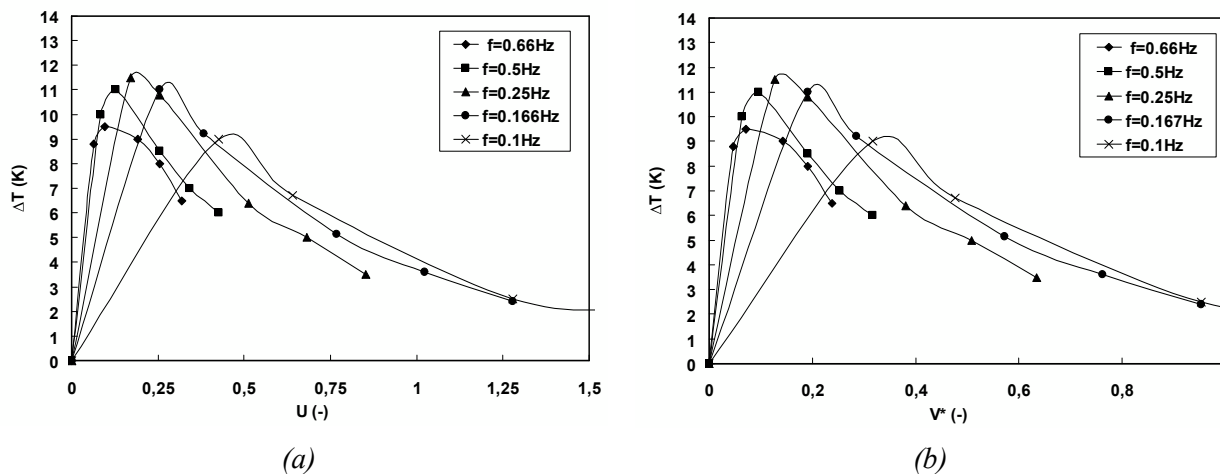 14
13
12
11
10
9
8
7
6
5
4
3
2
1
0
ΔT (K)
0 0,25 0,5 0,75 1 1,25 1,5
U (-)
f=0.66Hz
f=0.5Hz
f=0.25Hz
f=0.166Hz
f=0.1Hz
(a)
14
13
12
11
10
9
8
7
6
5
4
3
2
1
0
ΔT (K)
0 0,2 0,4 0,6 0,8
V* (-)
f=0.66Hz
f=0.5Hz
f=0.25Hz
f=0.167Hz
f=0.1Hz
(b)